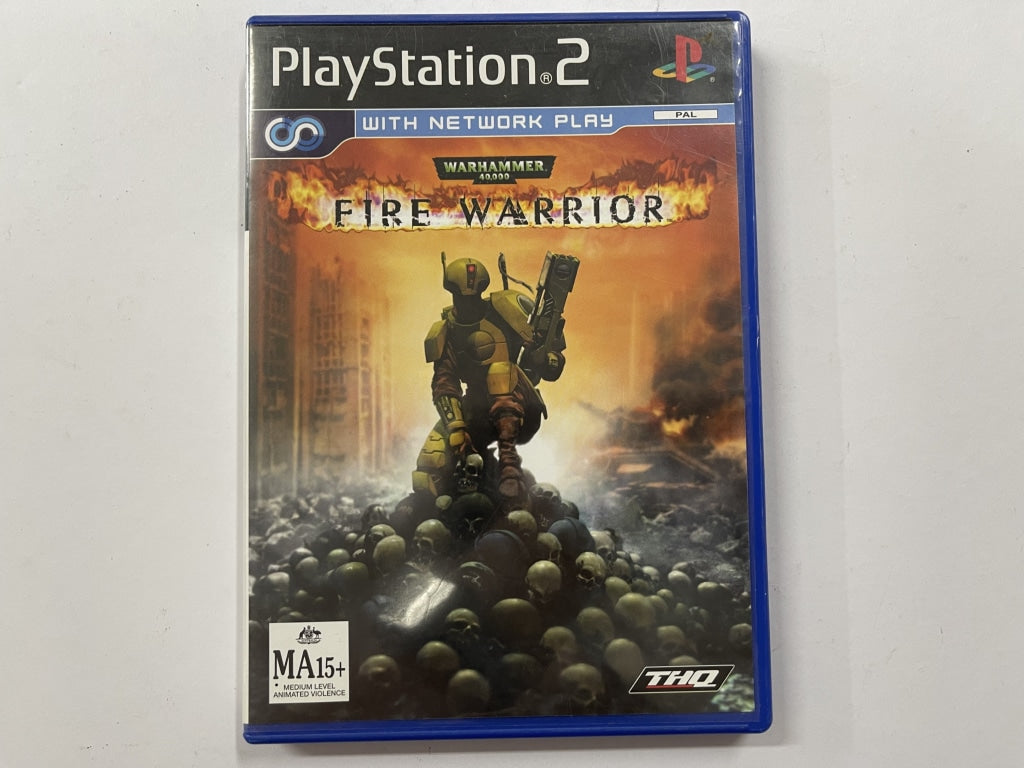 PlayStation®2
WITH NETWORK PLAY
PAL
WARHAMMER
40,000
FIRE WARRIOR
MA15+
MEDIUM LEVEL
ANIMATED VIOLENCE
THQ